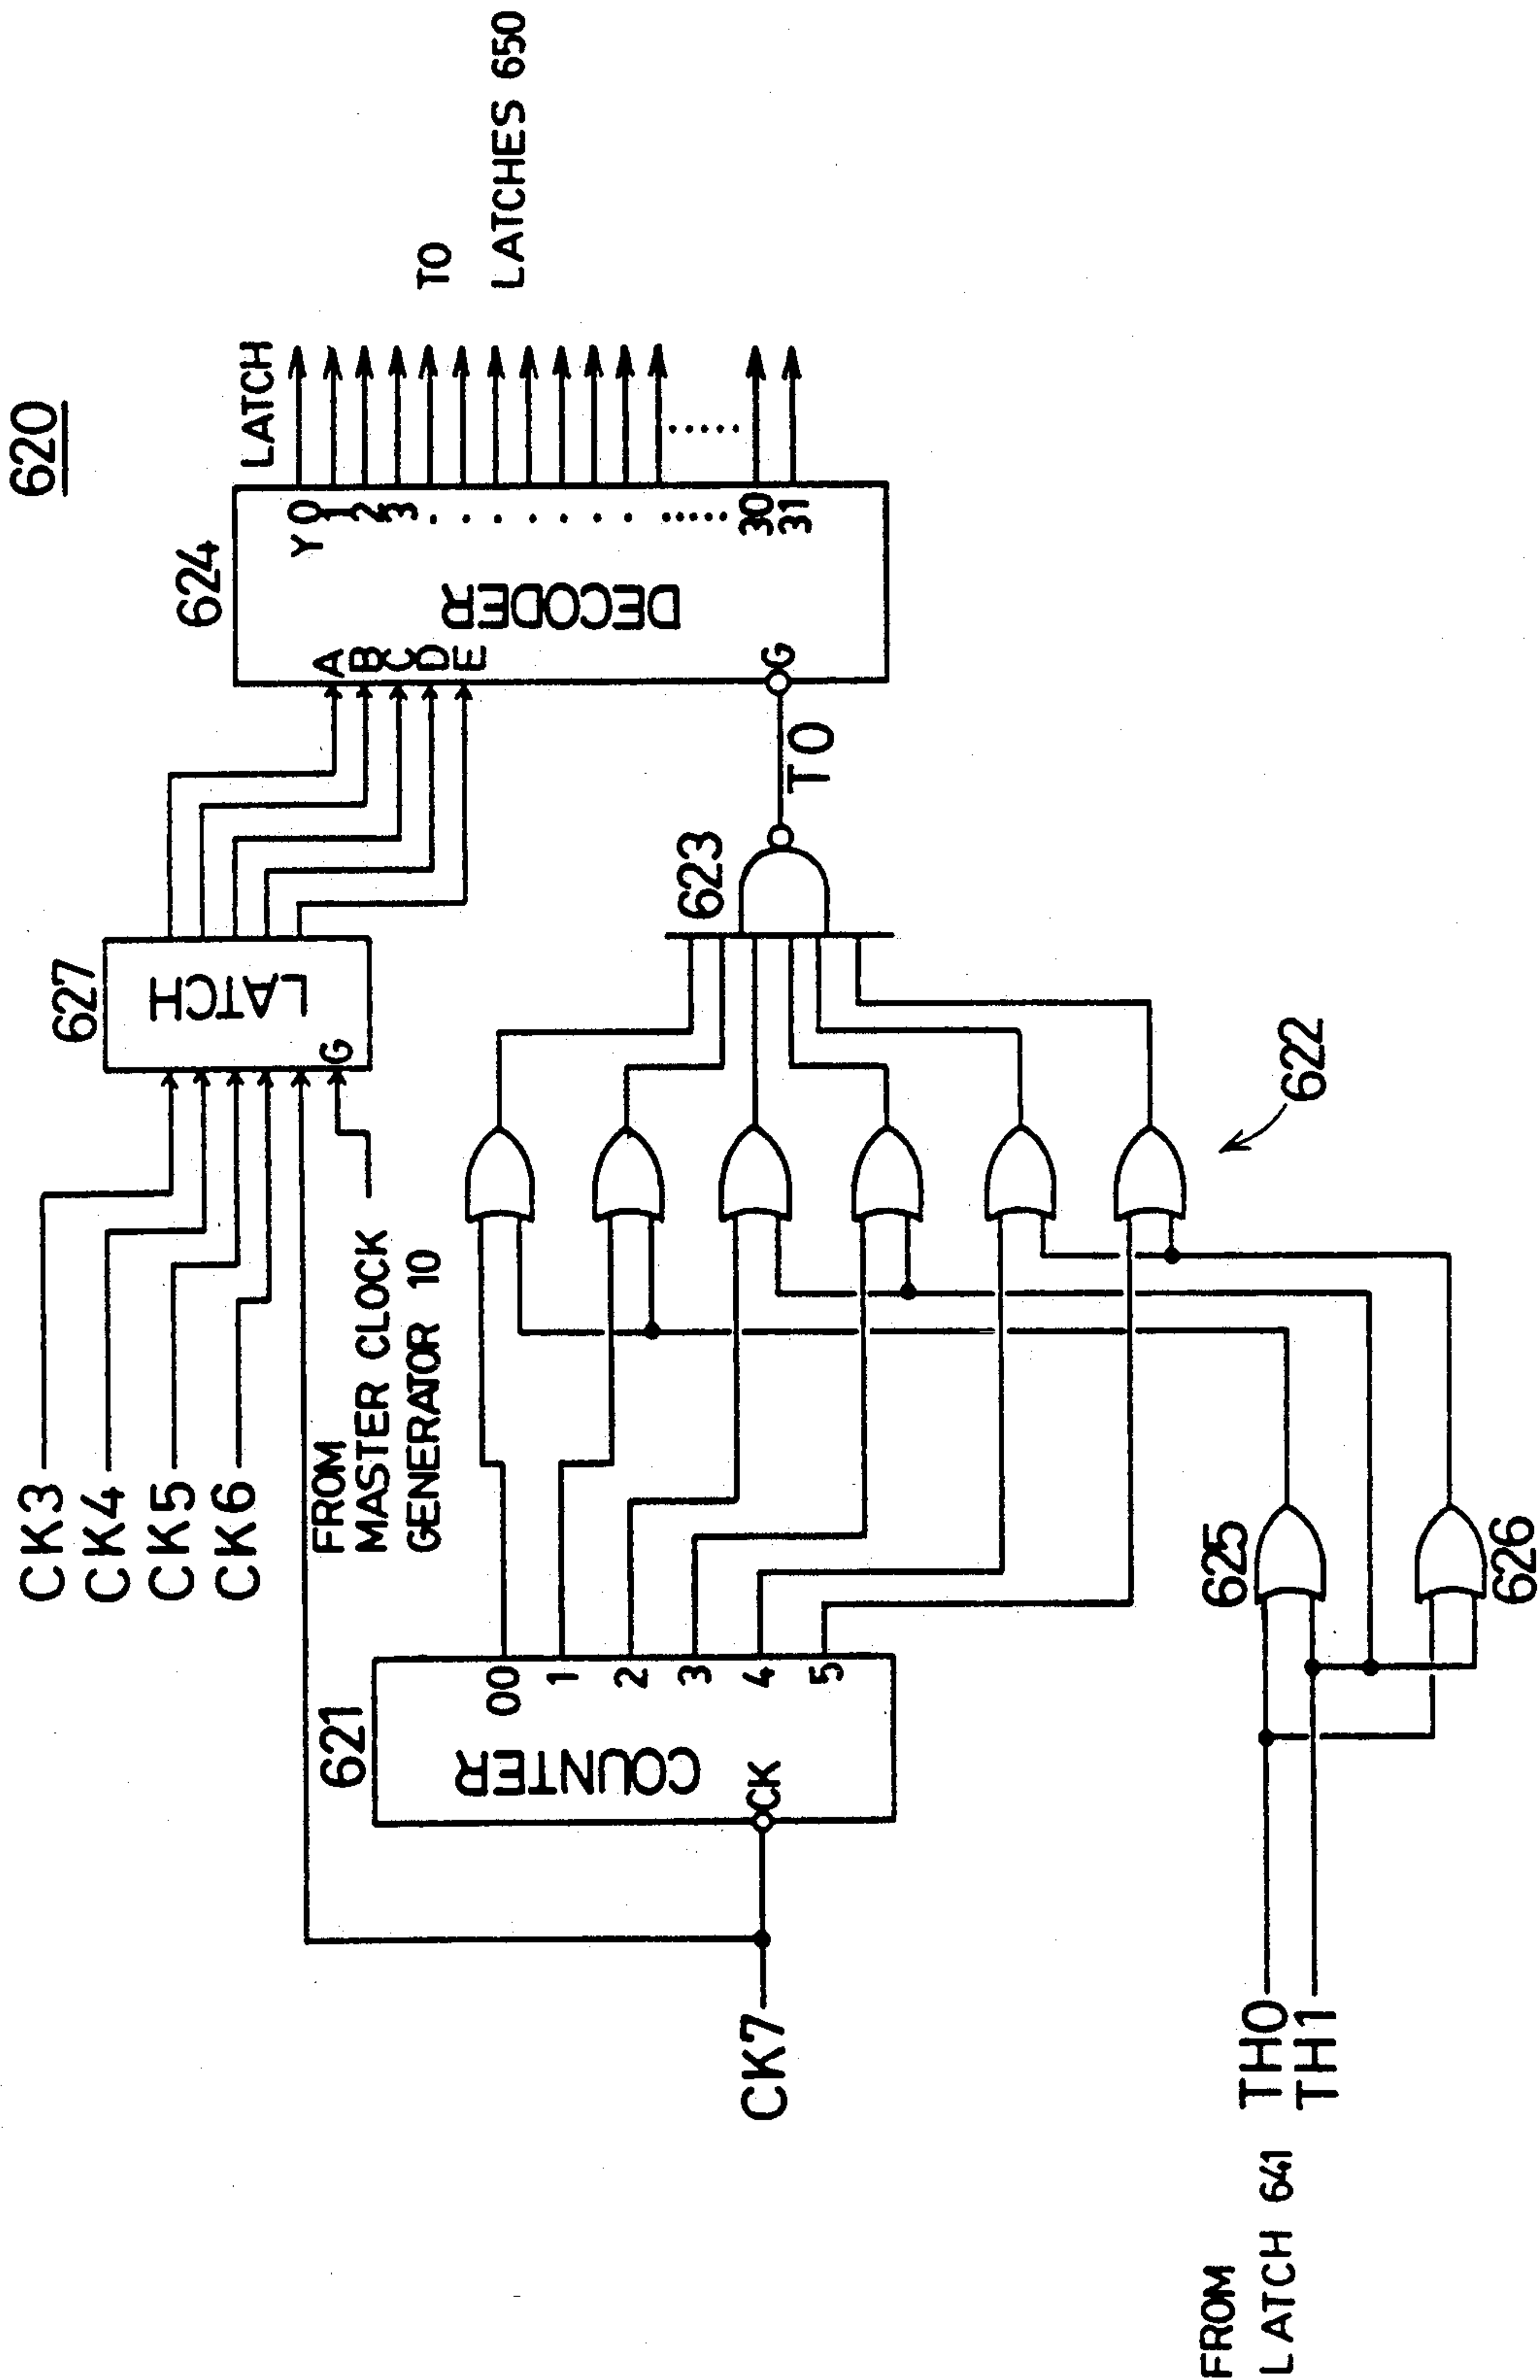 620
CK3
CK4
CK5
CK6
627
LATCH
G
FROM
MASTER CLOCK
GENERATOR 10
624
A
B
C
D
E
G
DECODER
Y 0
1
2
3
30
31
LATCH
TO
LATCHES 650
621
COUNTER
CK
00
1
2
3
4
5
CK7
622
623
T0
FROM
LATCH 641
TH0
TH1
625
626